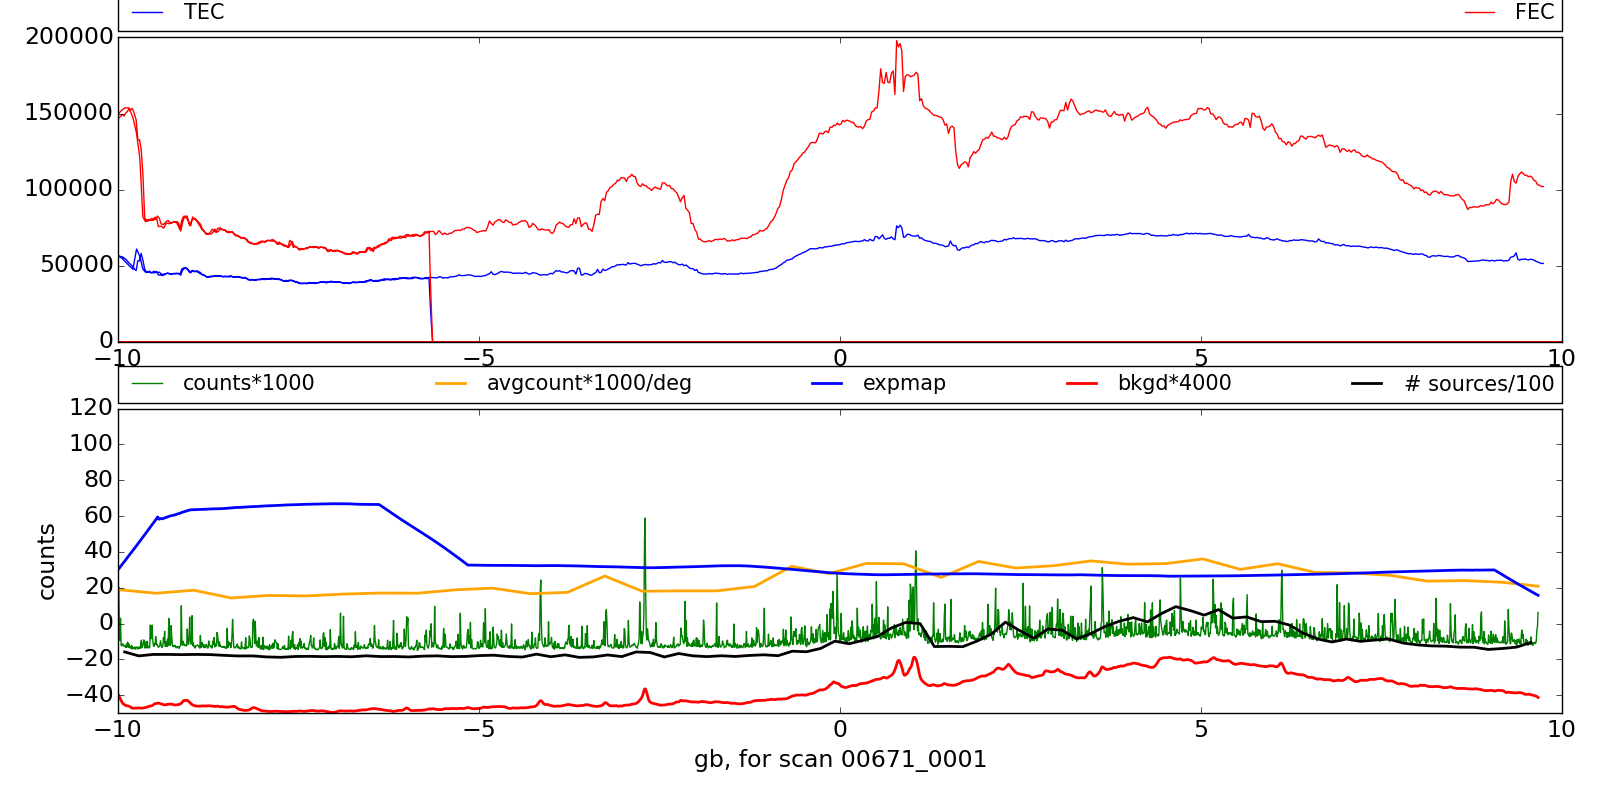 TEC FEC
200000
150000
100000
50000
0
−10 −5 0 5 10
counts*1000 avgcount*1000/deg expmap bkgd*4000 # sources/100
120
100
80
60
40
20
0
−20
−40
counts
−10 −5 0 5 10
gb, for scan 00671_0001